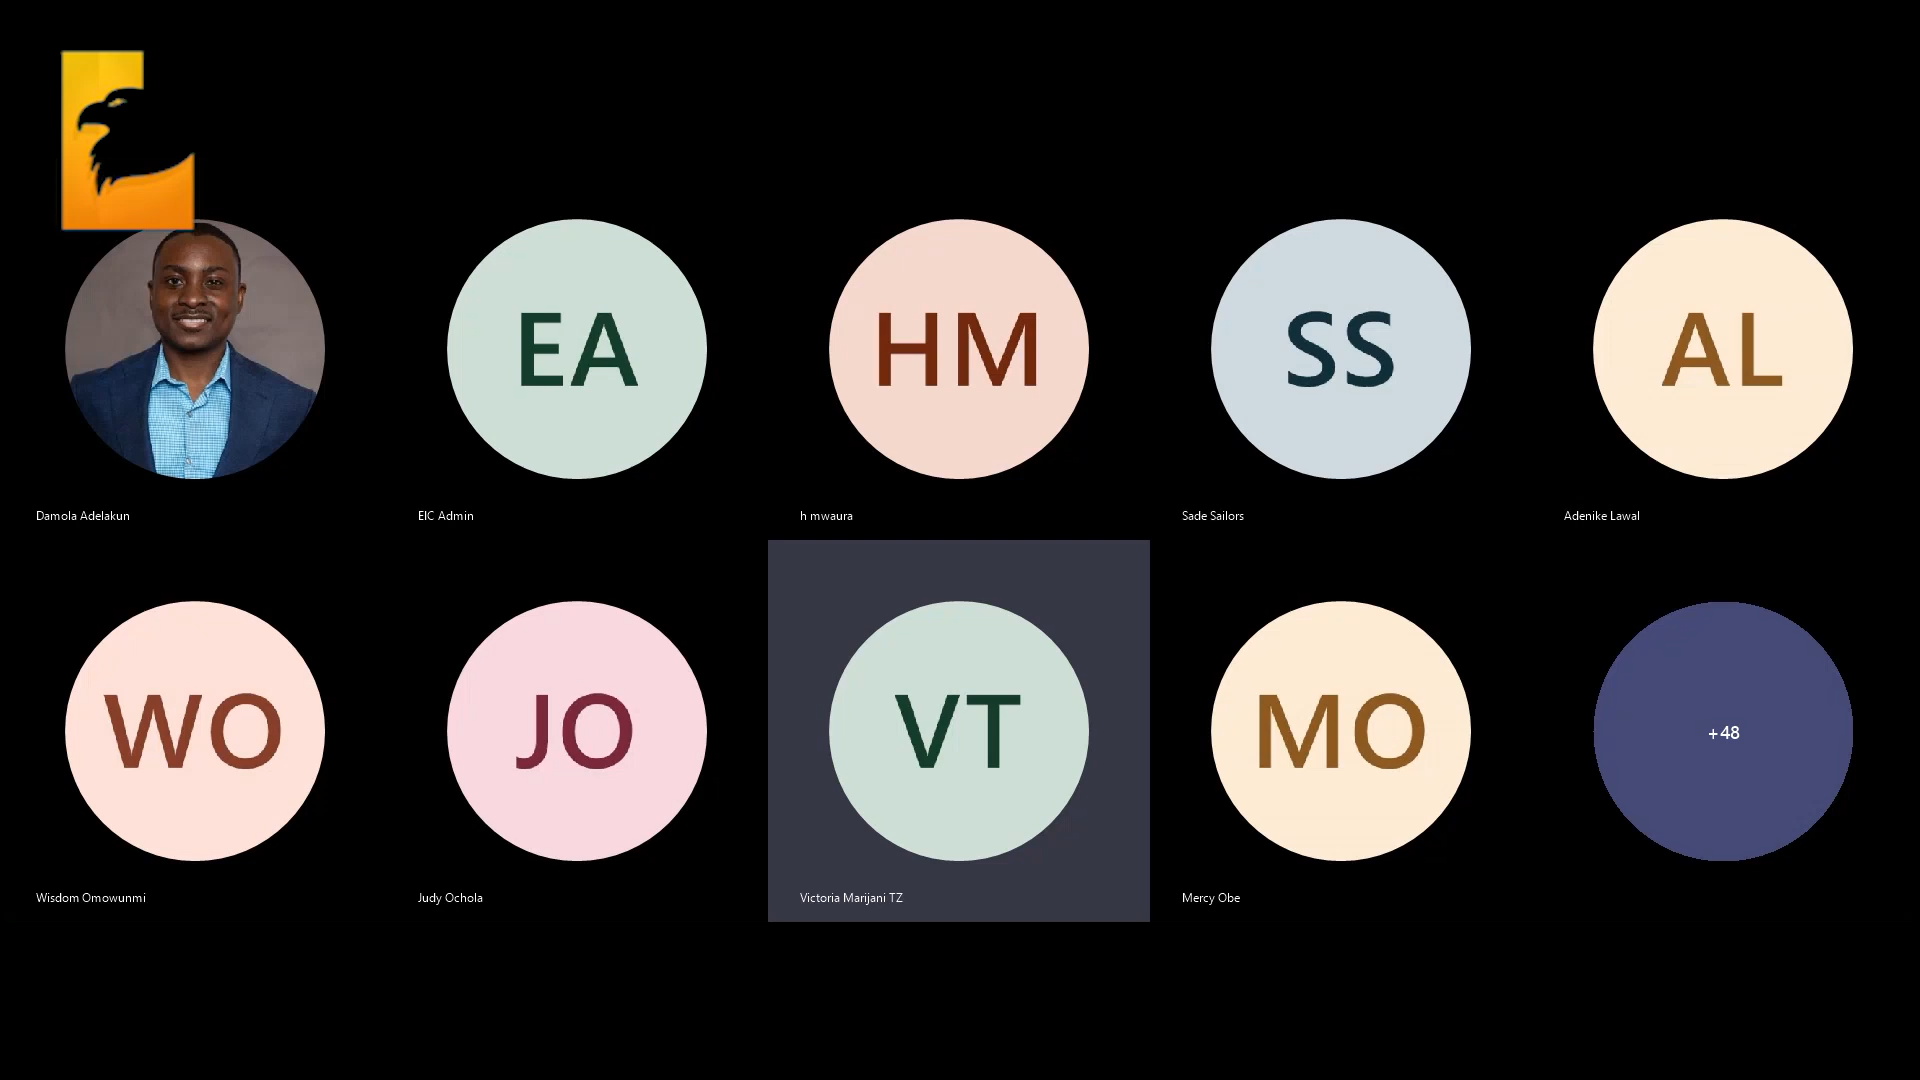 EA
HM
SS
AL
Damola Adelakun
EIC Admin
h mwaura
Sade Sailors
Adenike Lawal
WO
JO
VT
MO
+48
Wisdom Omowunmi
Judy Ochola
Victoria Marijani TZ
Mercy Obe